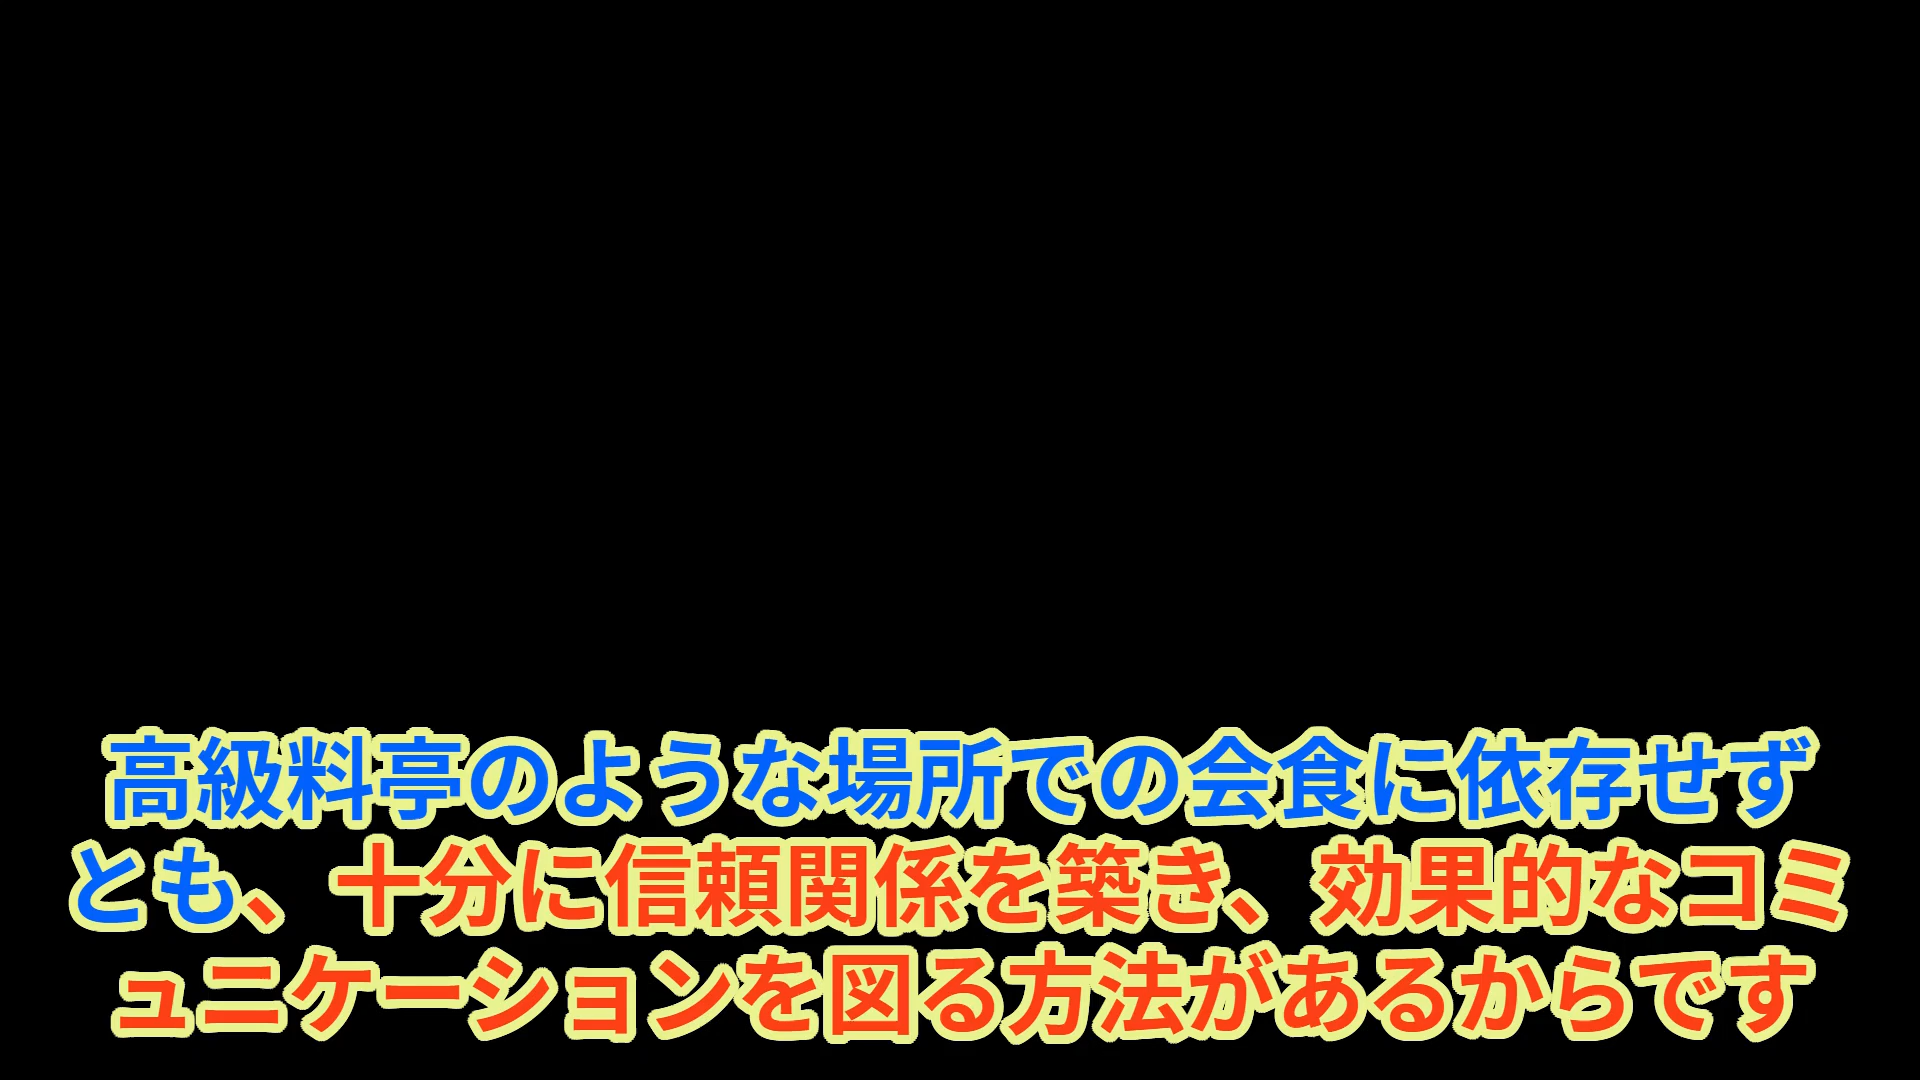 高級料亭のような場所での会食に依存せず
とも、十分に信頼関係を築き、効果的なコミ
ュニケーションを図る方法があるからです